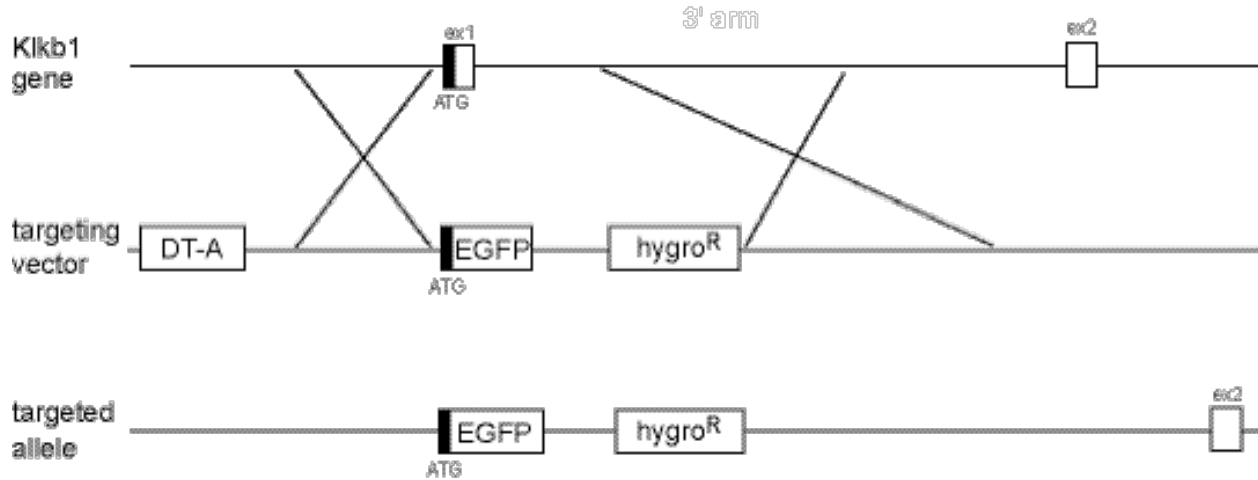 3' arm
Klkb1
gene
ex1
ex2
ATG
targeting
vector
DT-A
EGFP
hygroR
ATG
targeted
allele
EGFP
hygroR
ex2
ATG